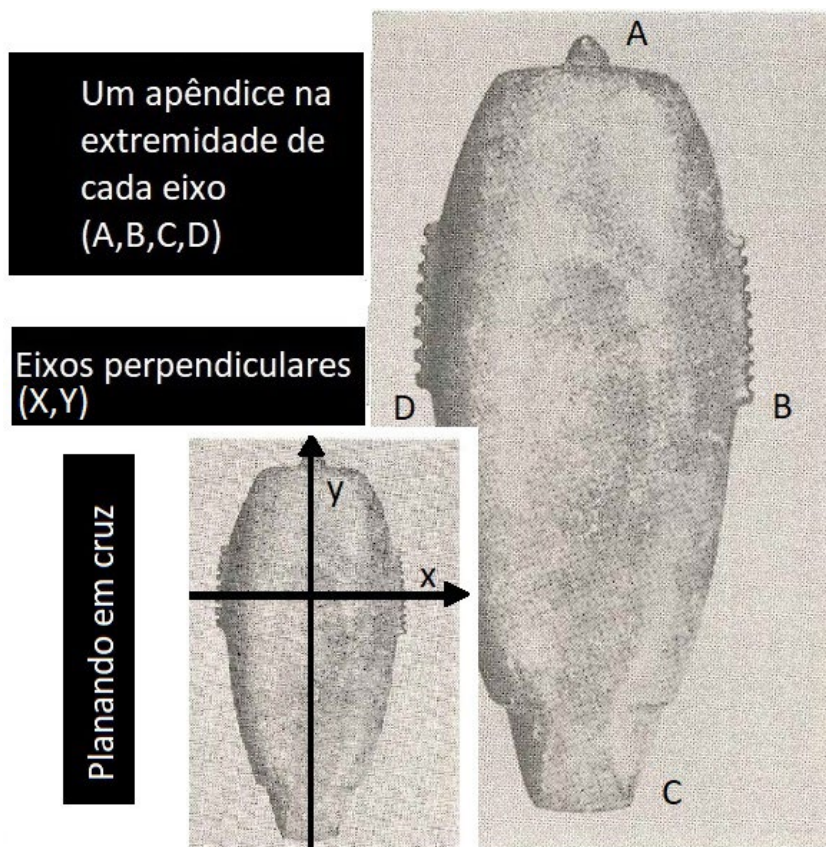 A
Um apêndice na
extremidade de
cada eixo
(A,B,C,D)
Eixos perpendiculares
(X,Y)
D
B
y
x
Planando em cruz
C